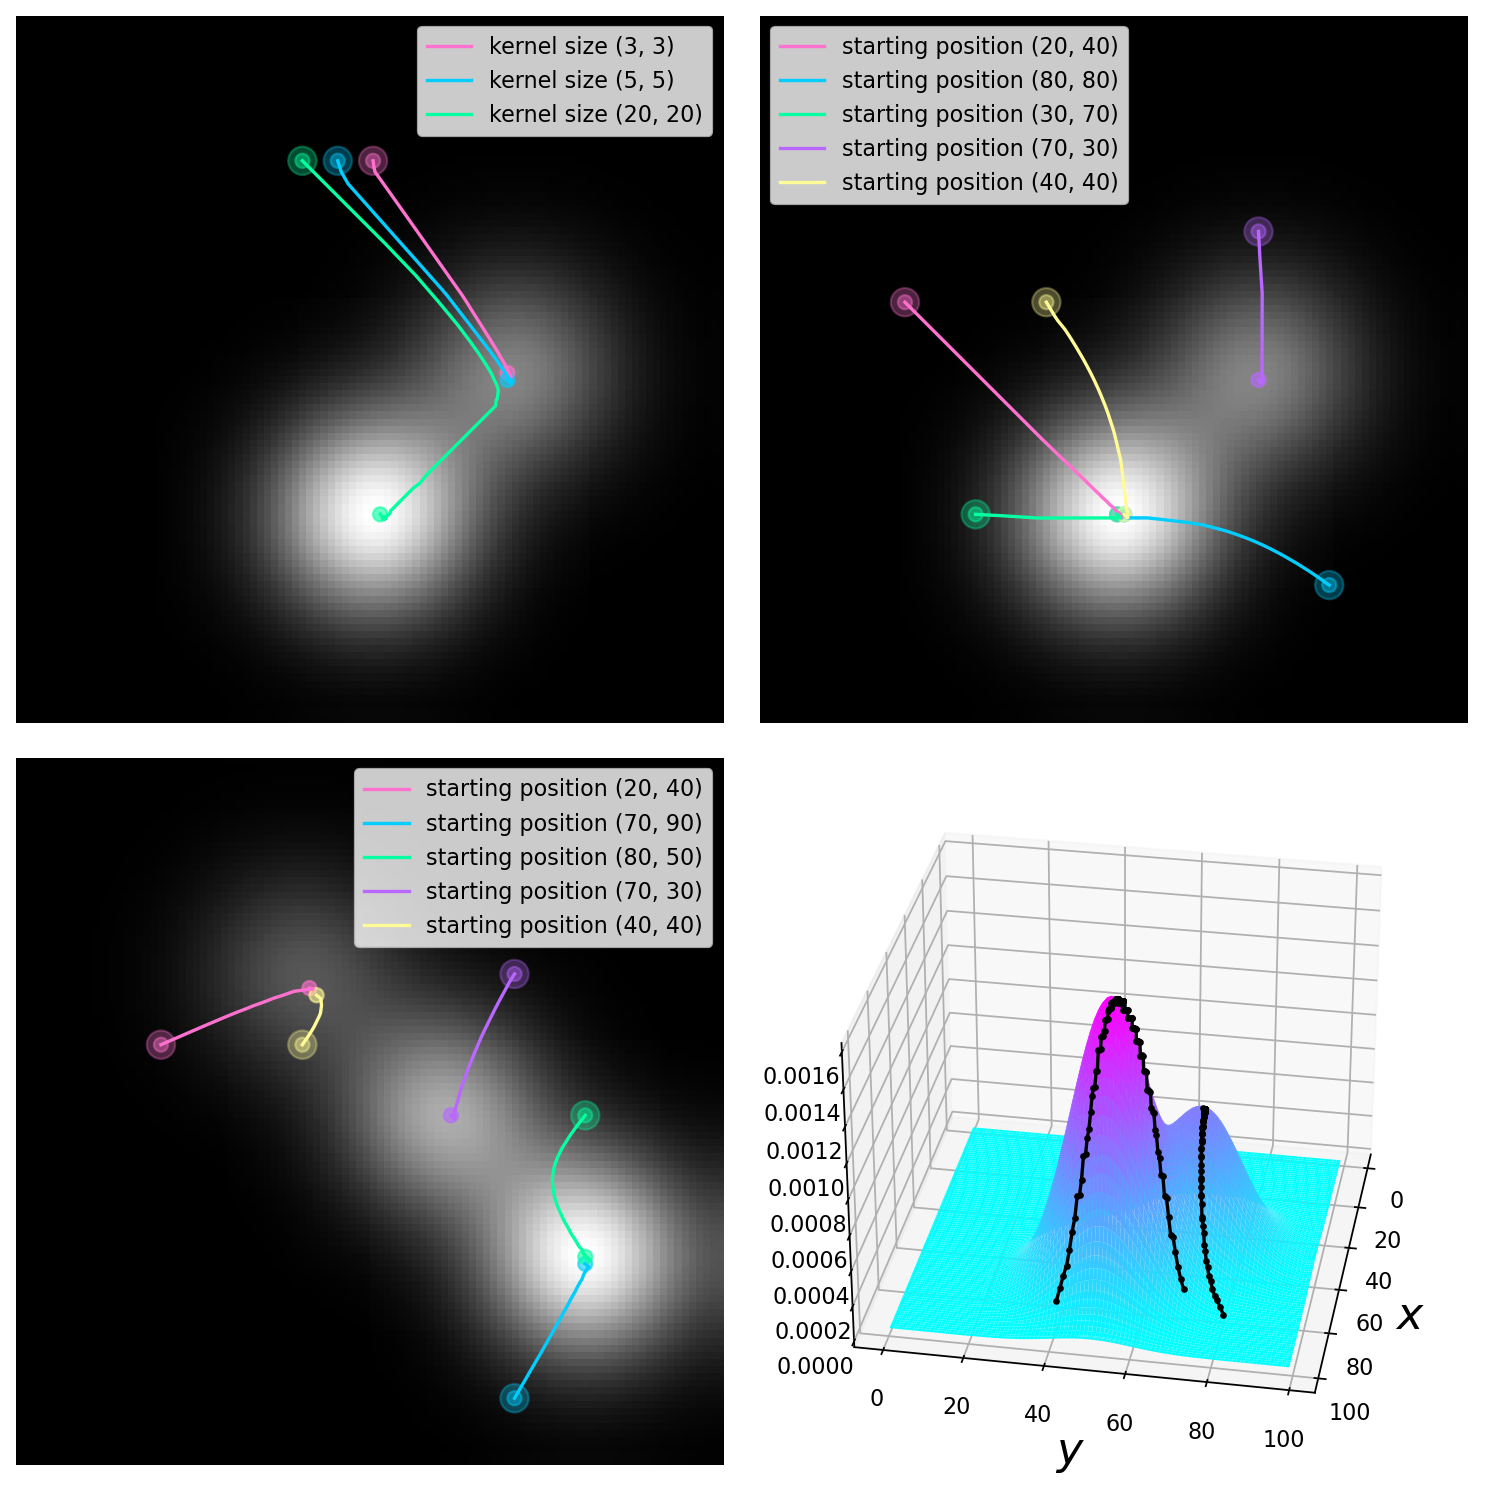 kernel size (3, 3)
kernel size (5, 5)
kernel size (20, 20)
starting position (20, 40)
starting position (80, 80)
starting position (30, 70)
starting position (70, 30)
starting position (40, 40)
starting position (20, 40)
starting position (70, 90)
starting position (80, 50)
starting position (70, 30)
starting position (40, 40)
0.0016
0.0014
0.0012
0.0010
0.0008
0.0006
0.0004
0.0002
0.0000
0
20
40
60
80
100
y
0
20
40
60
80
100
x